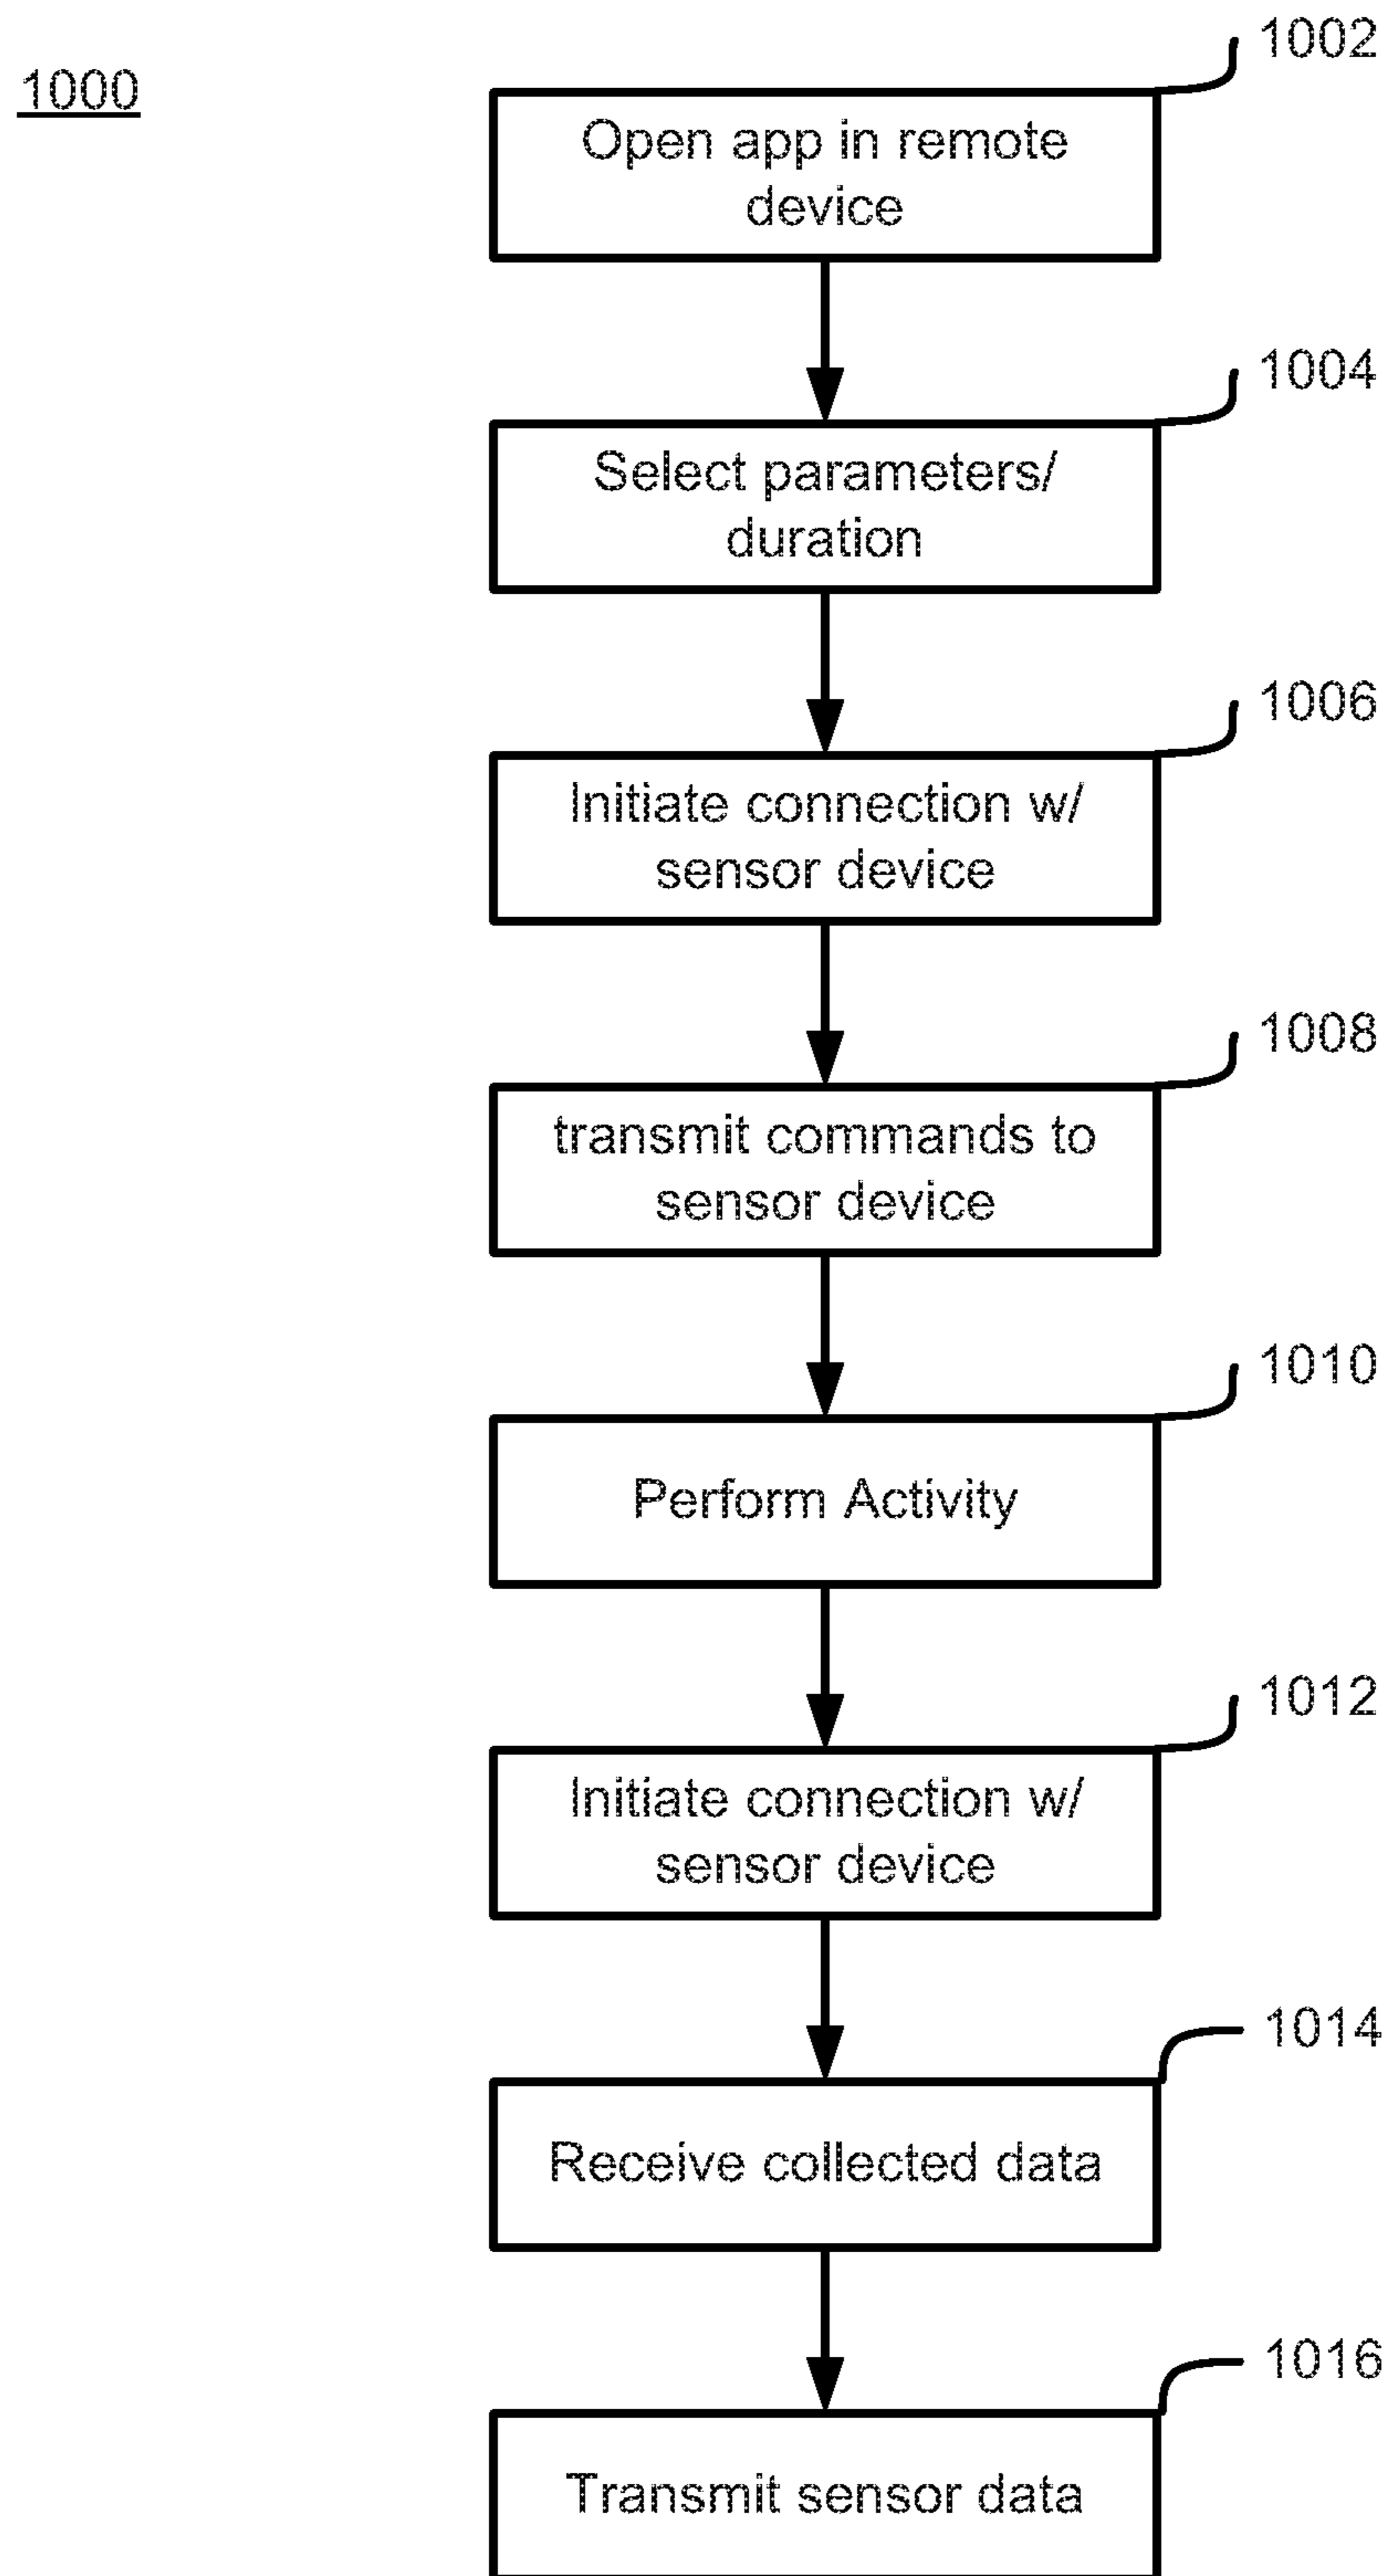 1000
1002
Open app in remote
device
1004
Select parameters/
duration
1006
Initiate connection w/
sensor device
1008
transmit commands to
sensor device
1010
Perform Activity
1012
Initiate connection w/
sensor device
1014
Receive collected data
1016
Transmit sensor data